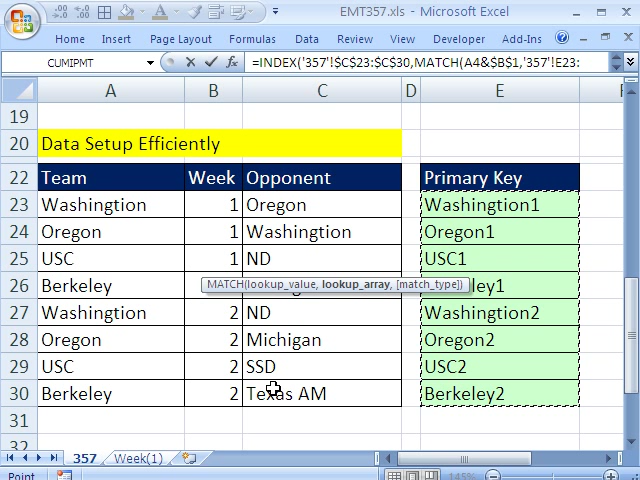 EMT357.xls - Microsoft Excel
Home Insert Page Layout Formulas Data Review View Developer Add-Ins
CUMIPMT =INDEX('357'!$C$23:$C$30,MATCH(A4&$B$1,'357'!E23:
A B C D E F
19
20 Data Setup Efficiently
22 Team Week Opponent Primary Key
23 Washingtion 1 Oregon Washingtion1
24 Oregon 1 Washington Oregon1
25 USC 1 ND USC1
MATCH(lookup_value, lookup_array, [match_type])
26 Berkeley
27 Washingtion 2 ND Washingtion2
28 Oregon 2 Michigan Oregon2
29 USC 2 SSD USC2
30 Berkeley 2 Texas AM Berkeley2
31
32
357 Week(1)
Point 145%